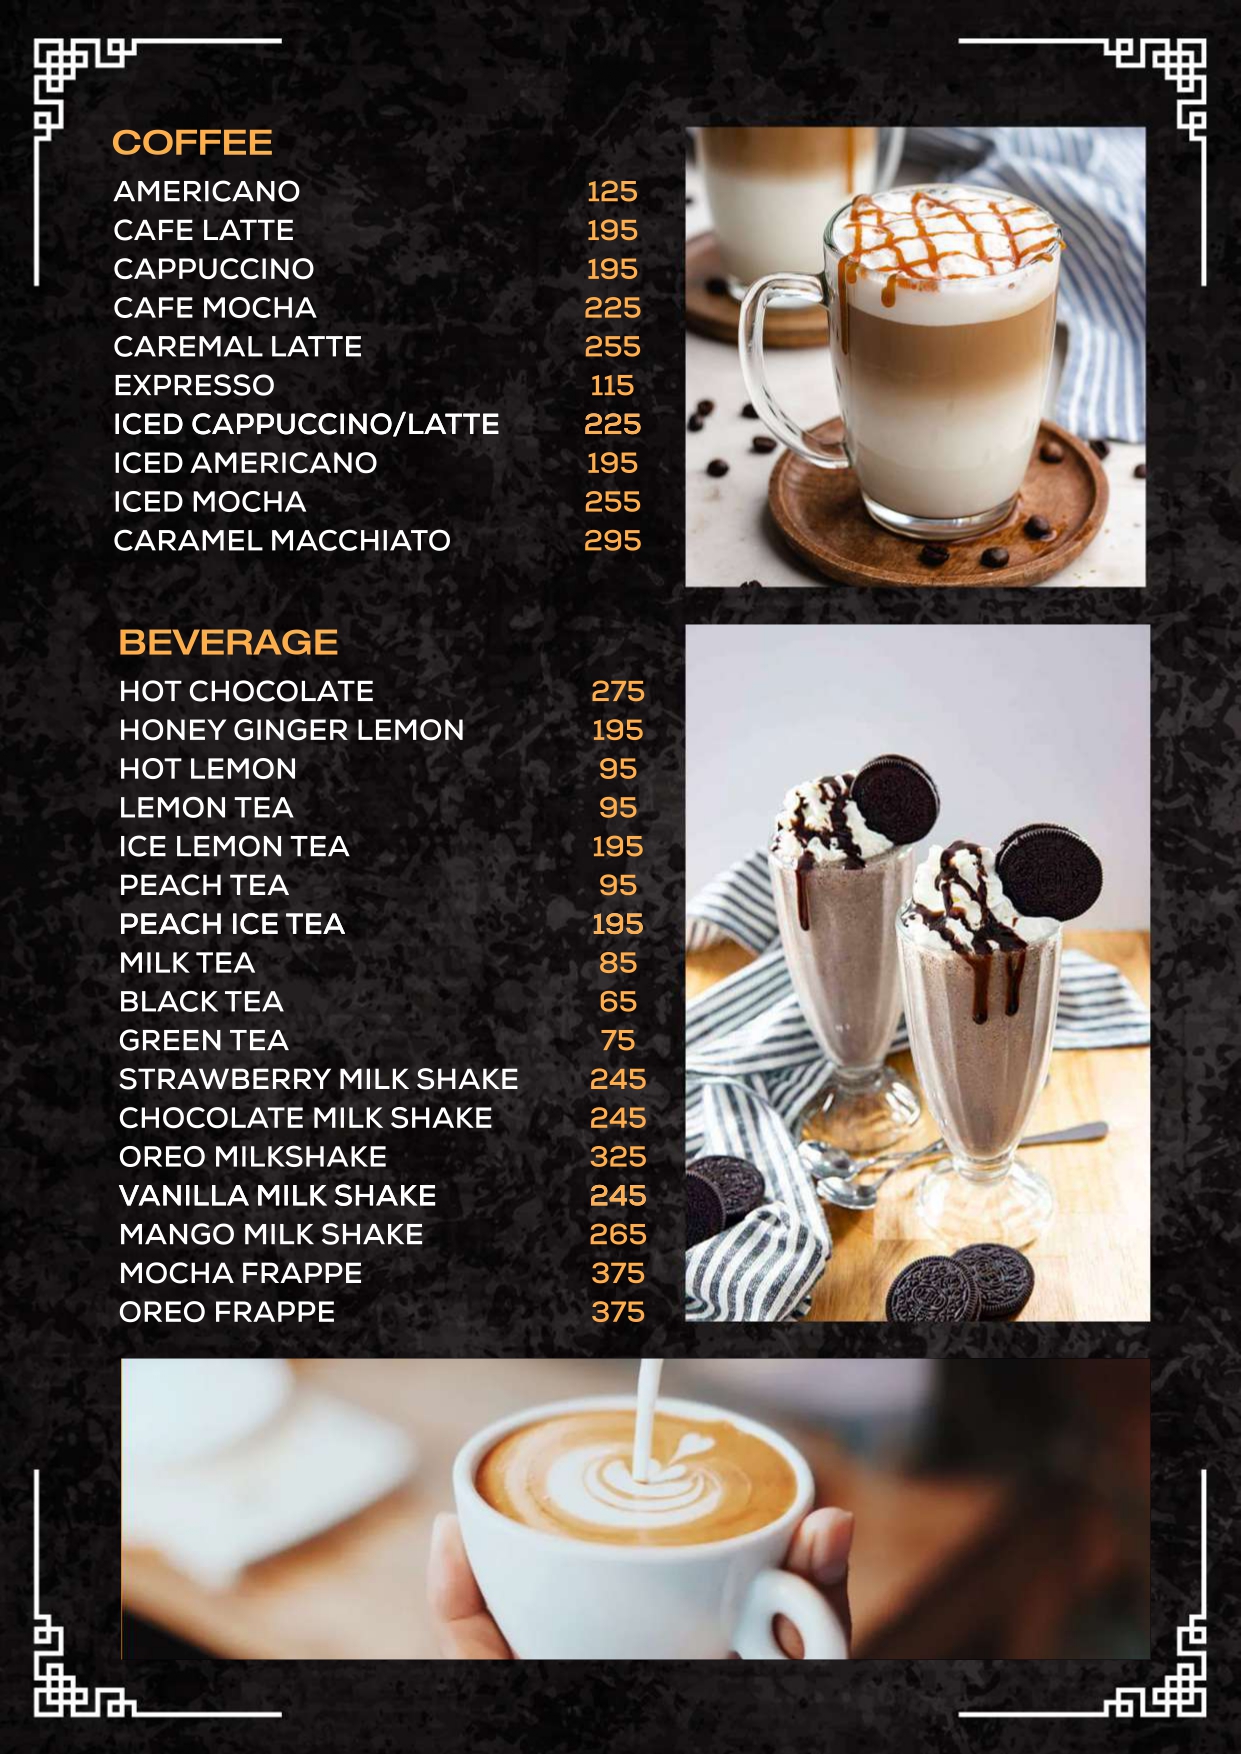 COFFEE
AMERICANO 125
CAFE LATTE 195
CAPPUCCINO 195
CAFE MOCHA 225
CAREMAL LATTE 255
EXPRESSO 115
ICED CAPPUCCINO/LATTE 225
ICED AMERICANO 195
ICED MOCHA 255
CARAMEL MACCHIATO 295
BEVERAGE
HOT CHOCOLATE 275
HONEY GINGER LEMON 195
HOT LEMON 95
LEMON TEA 95
ICE LEMON TEA 195
PEACH TEA 95
PEACH ICE TEA 195
MILK TEA 85
BLACK TEA 65
GREEN TEA 75
STRAWBERRY MILK SHAKE 245
CHOCOLATE MILK SHAKE 245
OREO MILKSHAKE 325
VANILLA MILK SHAKE 245
MANGO MILK SHAKE 265
MOCHA FRAPPE 375
OREO FRAPPE 375